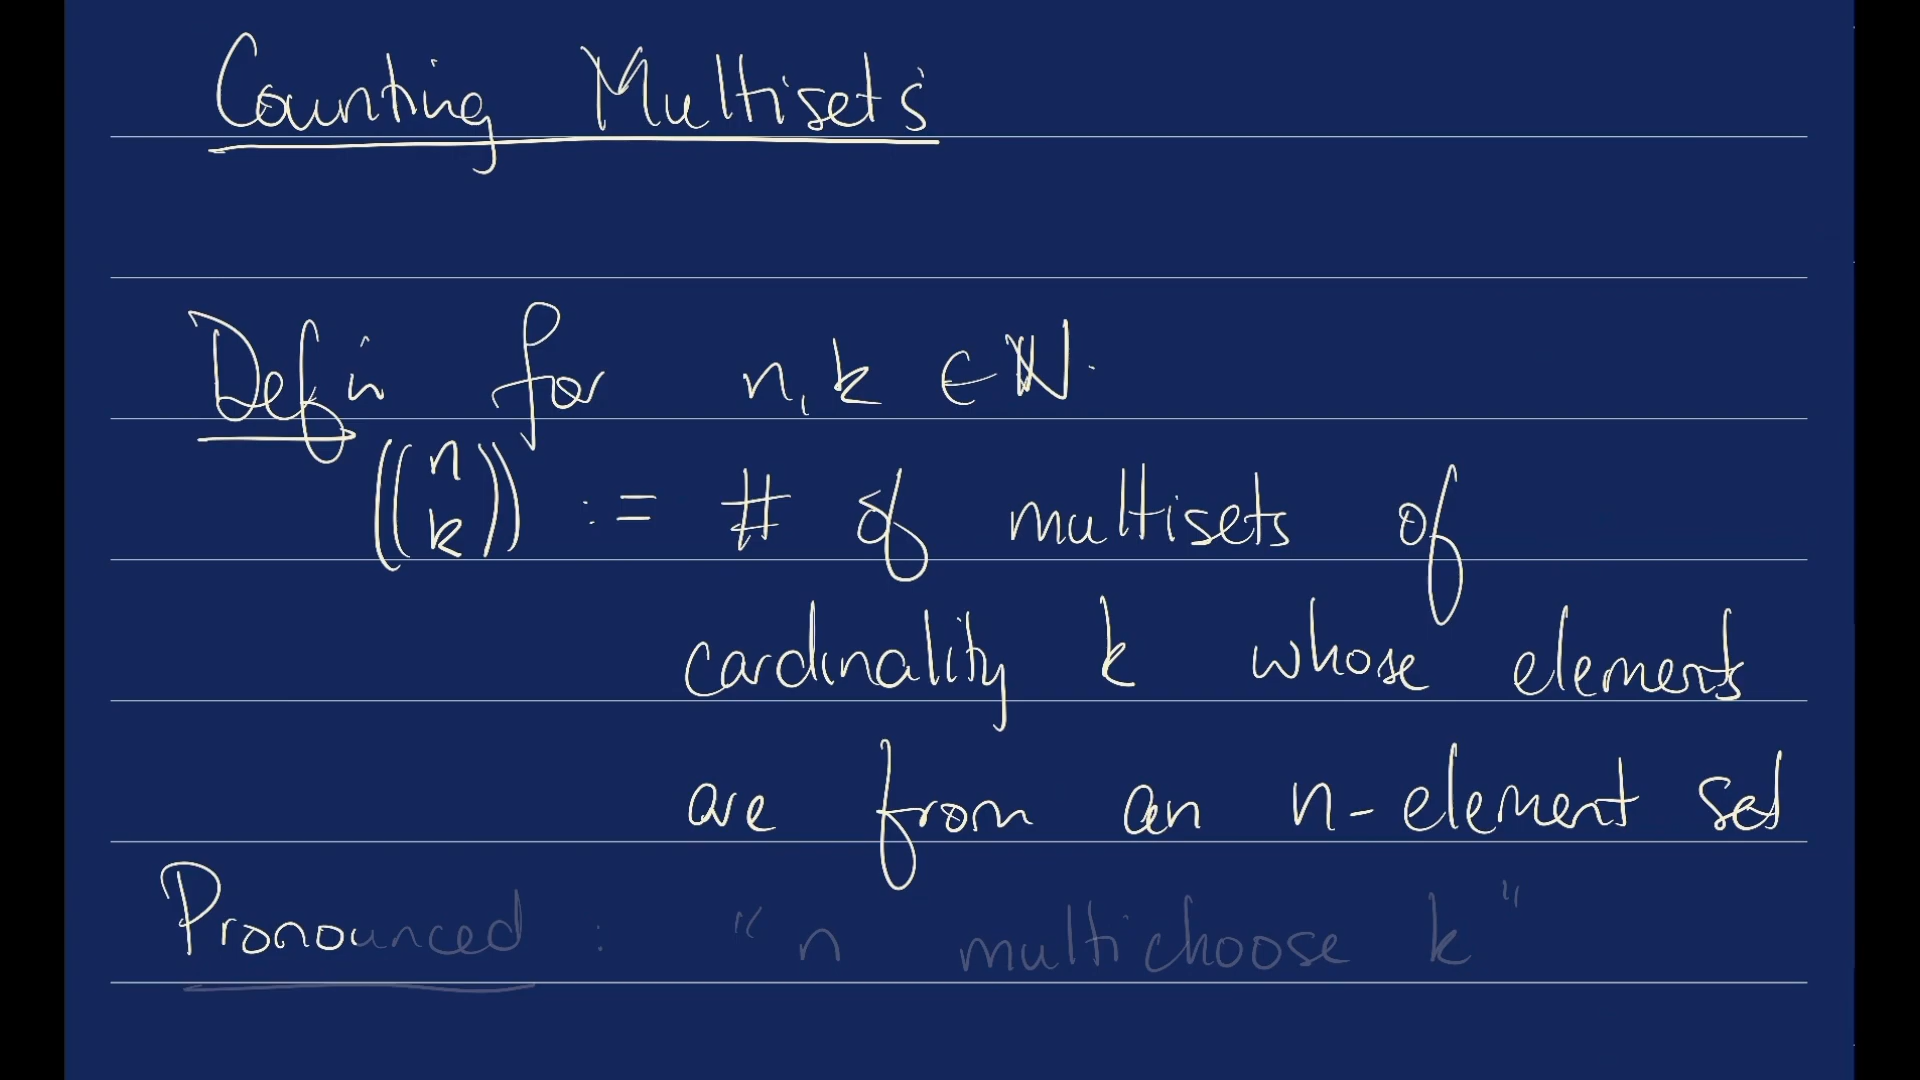 Counting Multisets
Defn for n, k ∈ ℕ.
((n k)) := # of multisets of
cardinality k whose elements
are from an n-element set
Pronounced : "n multichoose k"